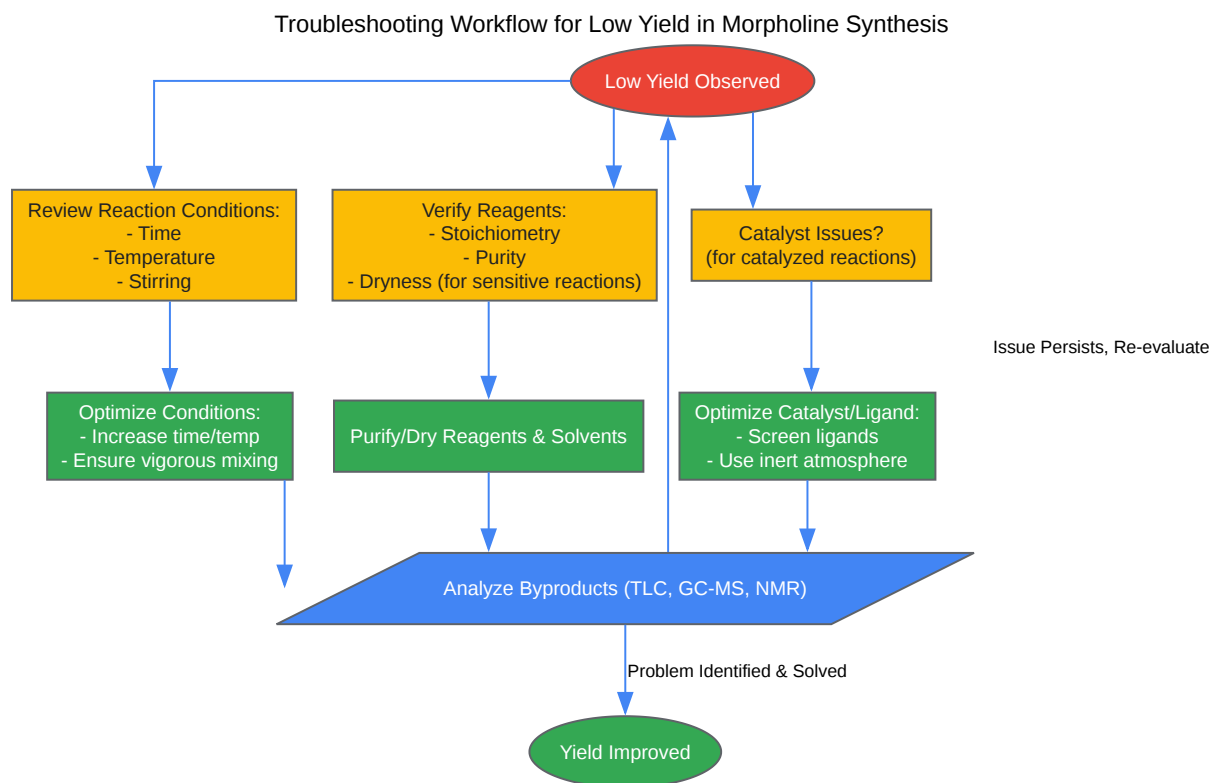 Troubleshooting Workflow for Low Yield in Morpholine Synthesis
Low Yield Observed
Review Reaction Conditions:
- Time
- Temperature
- Stirring
Verify Reagents:
- Stoichiometry
- Purity
- Dryness (for sensitive reactions)
Catalyst Issues?
(for catalyzed reactions)
Issue Persists, Re-evaluate
Optimize Conditions:
- Increase time/temp
- Ensure vigorous mixing
Purify/Dry Reagents & Solvents
Optimize Catalyst/Ligand:
- Screen ligands
- Use inert atmosphere
Analyze Byproducts (TLC, GC-MS, NMR)
Problem Identified & Solved
Yield Improved